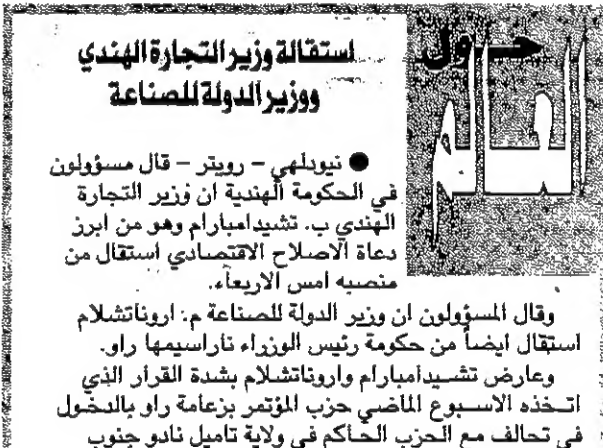 حول
العالم
استقالة وزير التجارة الهندي
ووزير الدولة للصناعة
● نيودلهي – رويتر – قال مسؤولون
في الحكومة الهندية ان وزير التجارة
الهندي ب. تشيدامبارام وهو من ابرز
دعاة الاصلاح الاقتصادي استقال من
منصبه امس الاربعاء.
وقال المسؤولون ان وزير الدولة للصناعة م. اروناتشلام
استقال ايضاً من حكومة رئيس الوزراء ناراسيمها راو.
وعارض تشيدامبارام واروناتشلام بشدة القرار الذي
اتخذه الاسبوع الماضي حزب المؤتمر بزعامة راو بالدخول
في تحالف مع الحزب الحاكم في ولاية تاميل نادو جنوب